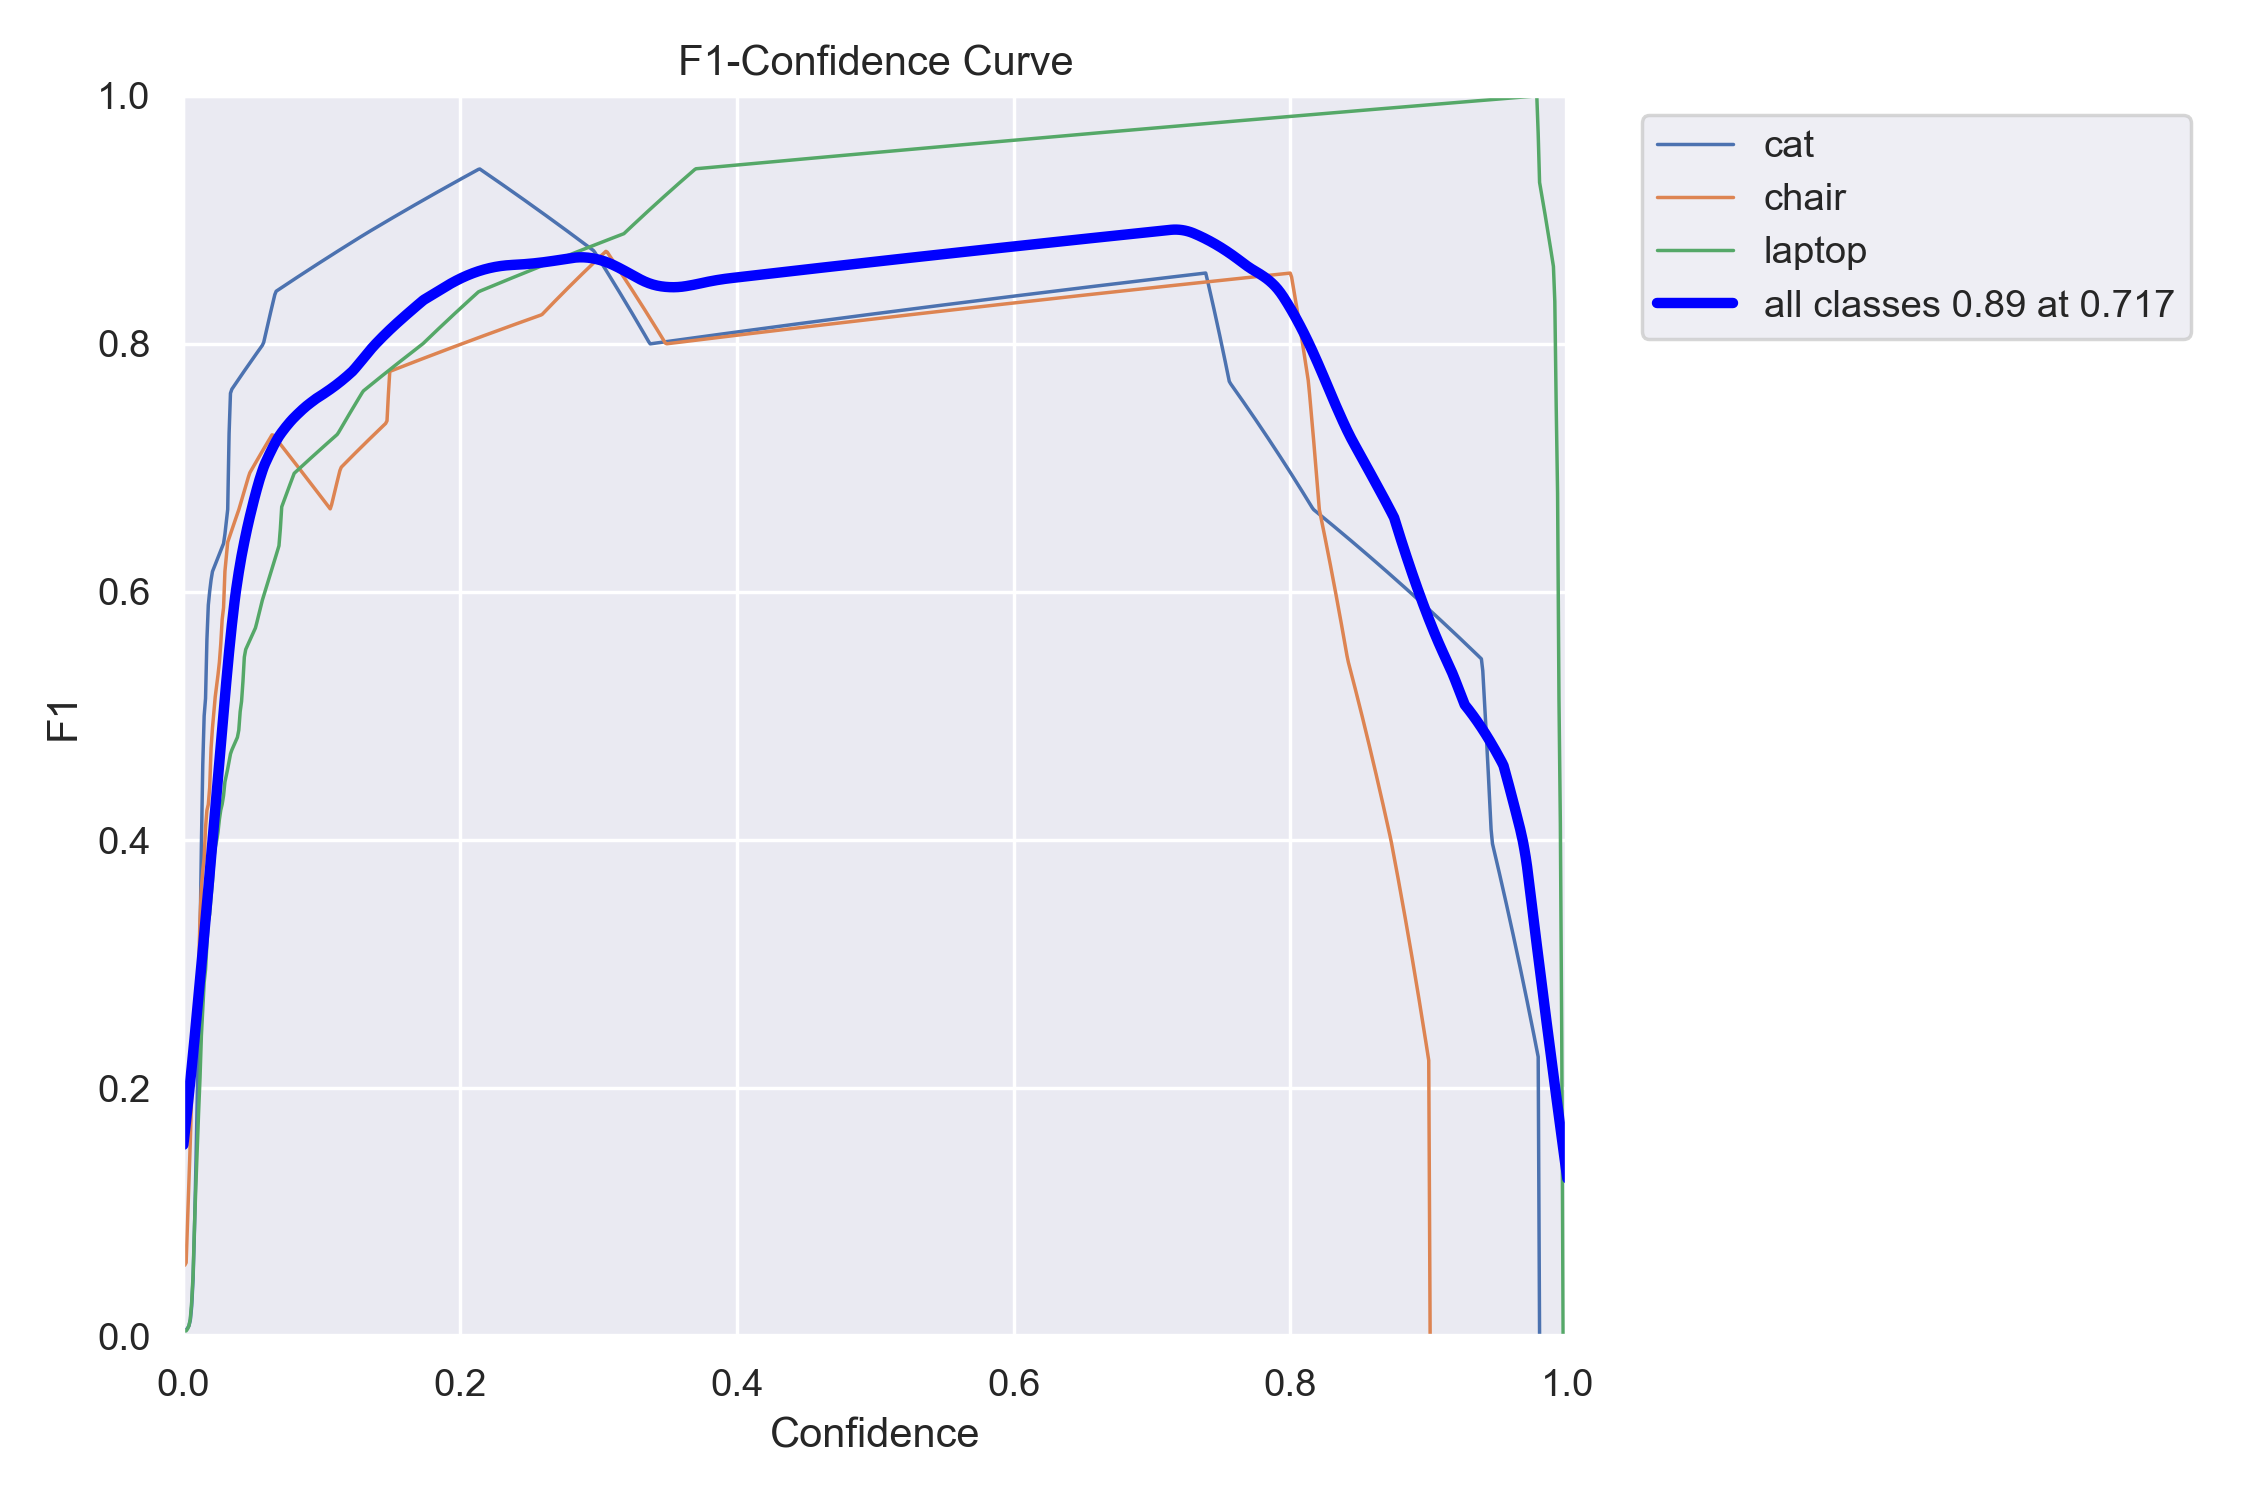 F1-Confidence Curve
1.0
0.8
0.6
0.4
0.2
0.0
F1
0.0 0.2 0.4 0.6 0.8 1.0
Confidence
cat
chair
laptop
all classes 0.89 at 0.717